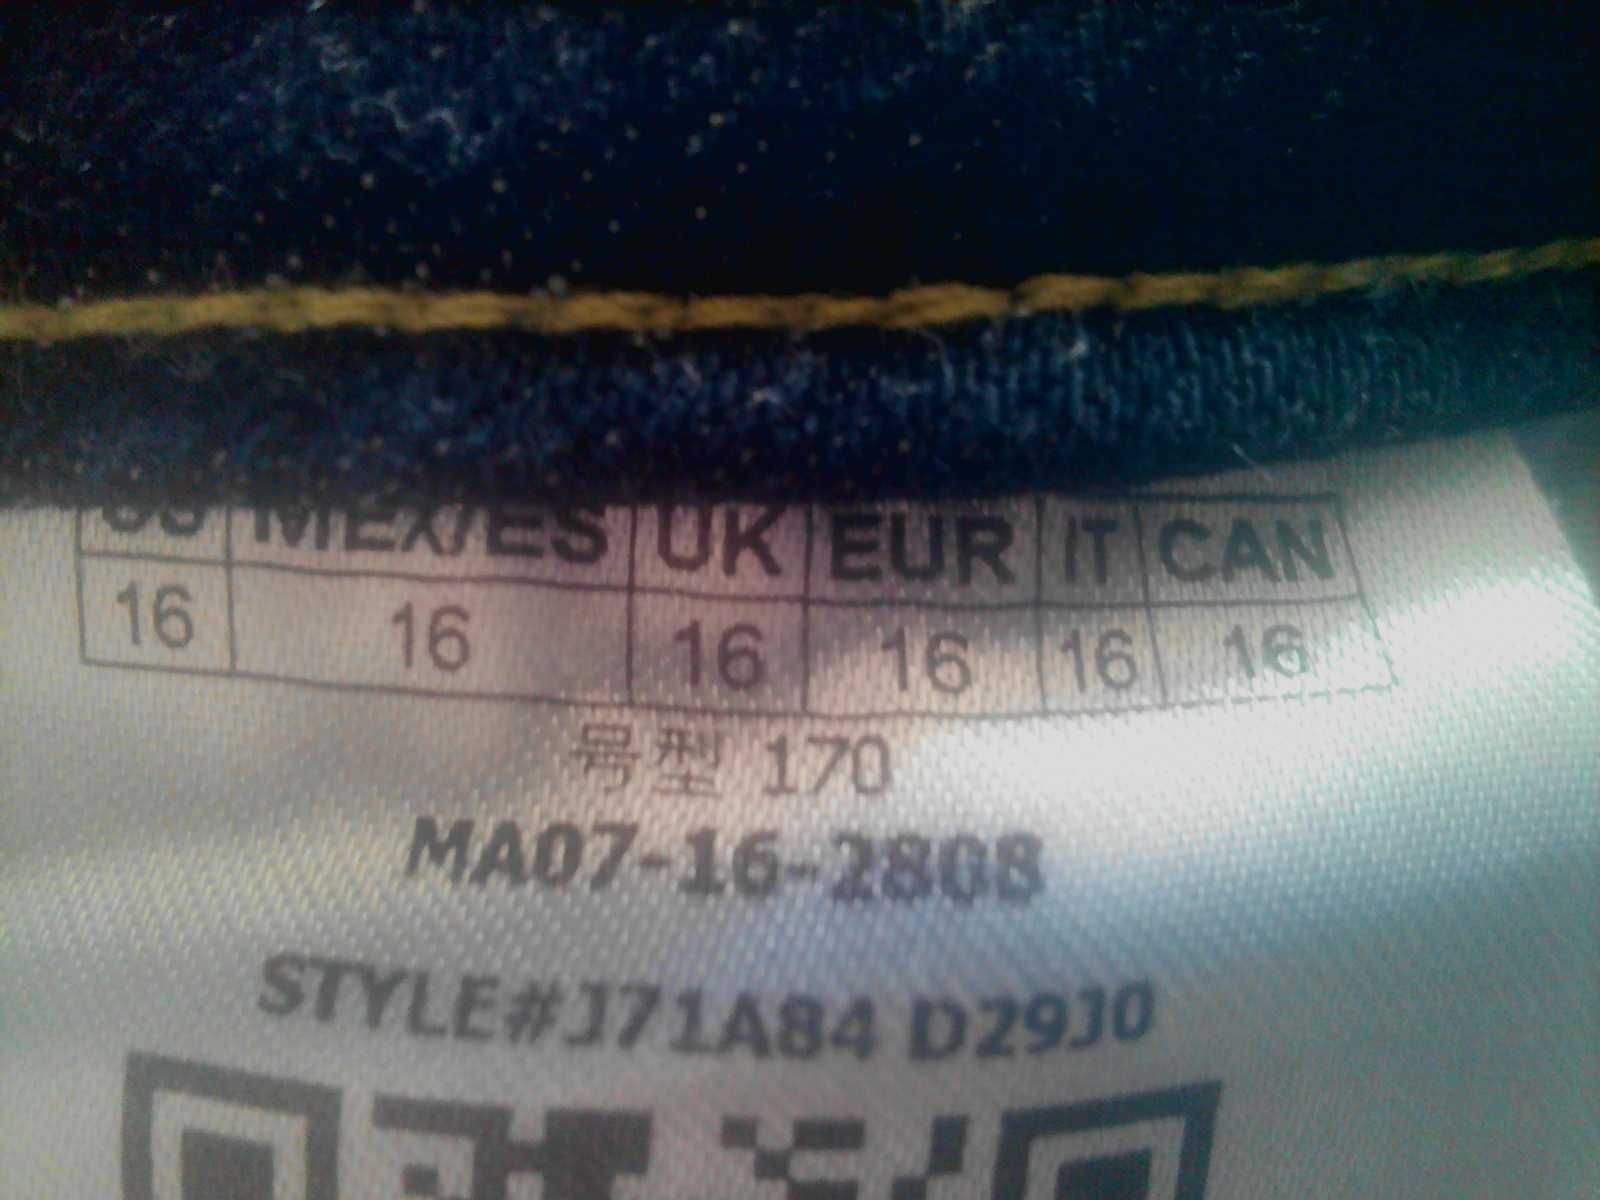 US MEX/ES UK EUR IT CAN
16 16 16 16 16 16
号型 170
MA07-16-2808
STYLE#J71A84 D29J0